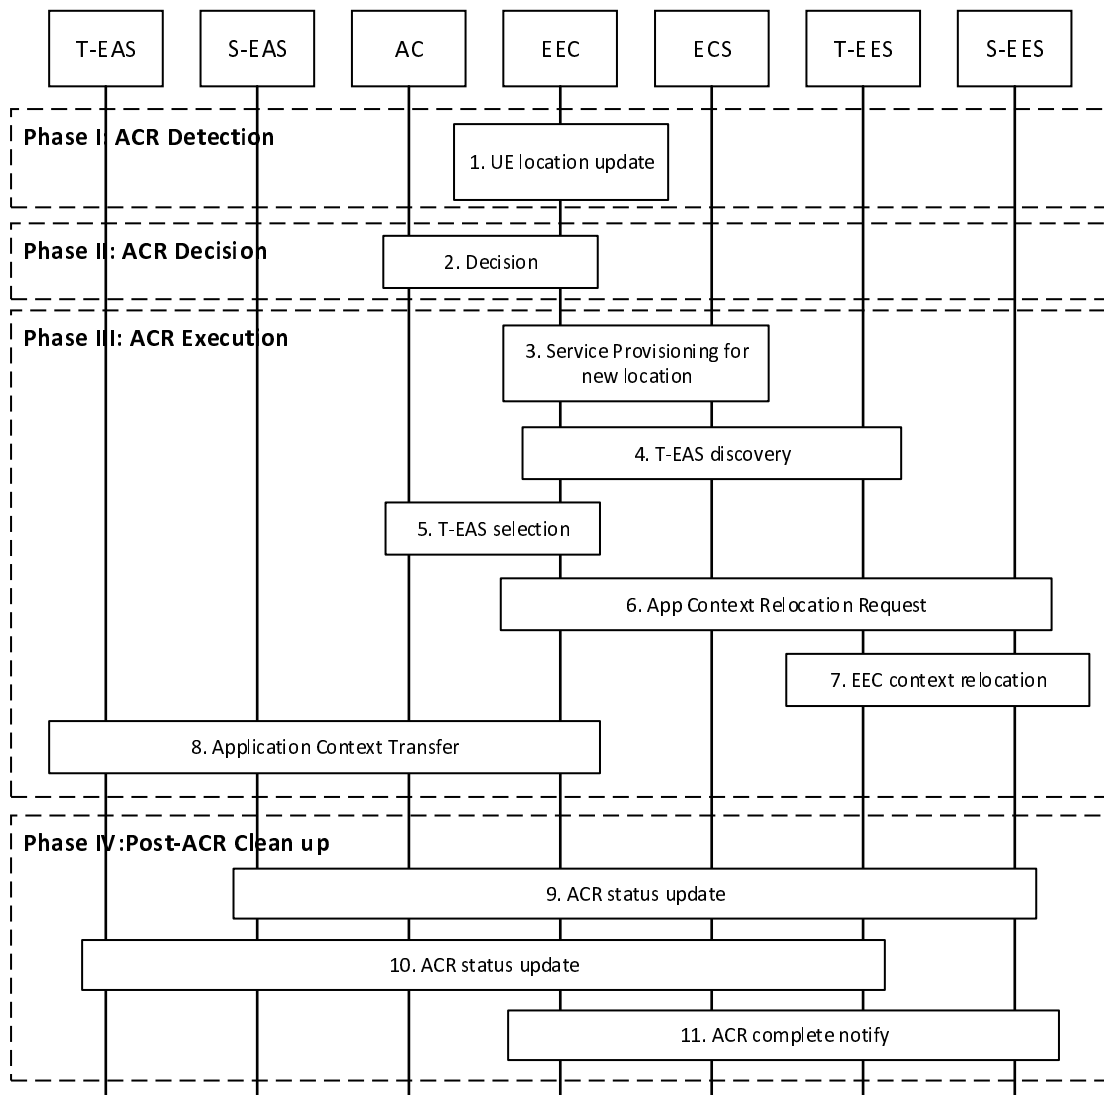 T-EAS
S-EAS
AC
EEC
ECS
T-EES
S-EES
Phase I: ACR Detection
1. UE location update
Phase II: ACR Decision
2. Decision
Phase III: ACR Execution
3. Service Provisioning for
new location
4. T-EAS discovery
5. T-EAS selection
6. App Context Relocation Request
7. EEC context relocation
8. Application Context Transfer
Phase IV:Post-ACR Clean up
9. ACR status update
10. ACR status update
11. ACR complete notify